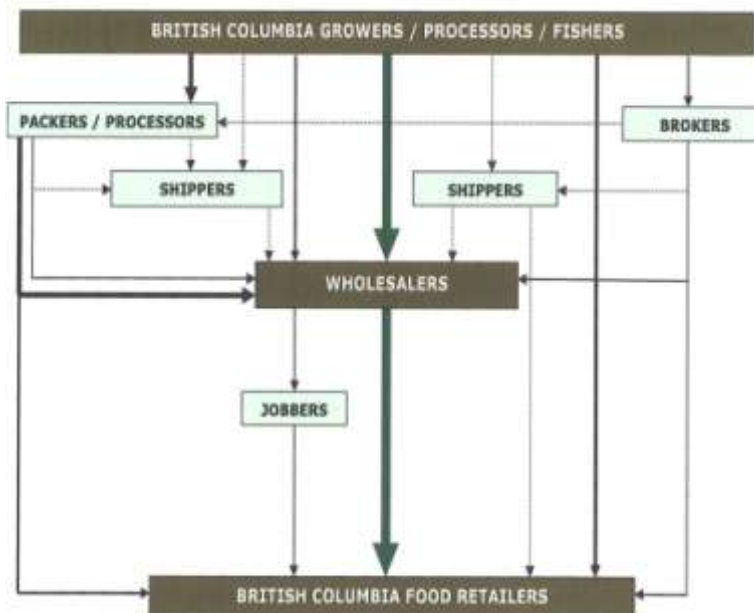 BRITISH COLUMBIA GROWERS / PROCESSORS / FISHERS
PACKERS / PROCESSORS
BROKERS
SHIPPERS
SHIPPERS
WHOLESALERS
JOBBERS
BRITISH COLUMBIA FOOD RETAILERS